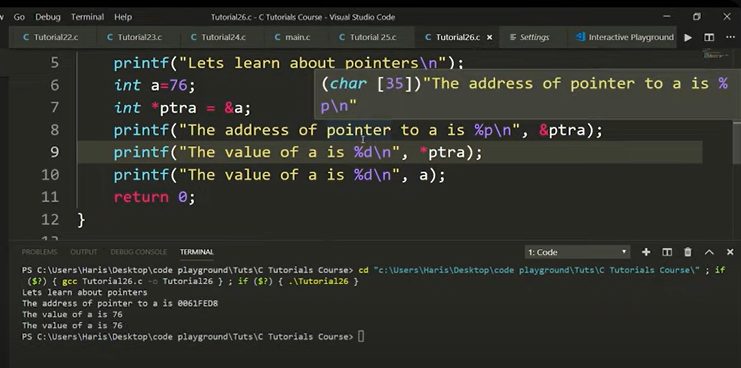 Go Debug Terminal Help Tutorial26.c - C Tutorials Course - Visual Studio Code
Tutorial22.c Tutorial23.c Tutorial24.c main.c Tutorial 25.c Tutorial26.c Settings Interactive Playground
5 printf("Lets learn about pointers\n");
6 int a=76;
(char [35])"The address of pointer to a is %
p\n"
7 int *ptra = &a;
8 printf("The address of pointer to a is %p\n", &ptra);
9 printf("The value of a is %d\n", *ptra);
10 printf("The value of a is %d\n", a);
11 return 0;
12 }
PROBLEMS OUTPUT DEBUG CONSOLE TERMINAL 1: Code
PS C:\Users\Haris\Desktop\code playground\Tuts\C Tutorials Course> cd "c:\Users\Haris\Desktop\code playground\Tuts\C Tutorials Course\" ; if
($?) { gcc Tutorial26.c -o Tutorial26 } ; if ($?) { .\Tutorial26 }
Lets learn about pointers
The address of pointer to a is 0061FED8
The value of a is 76
The value of a is 76
PS C:\Users\Haris\Desktop\code playground\Tuts\C Tutorials Course>